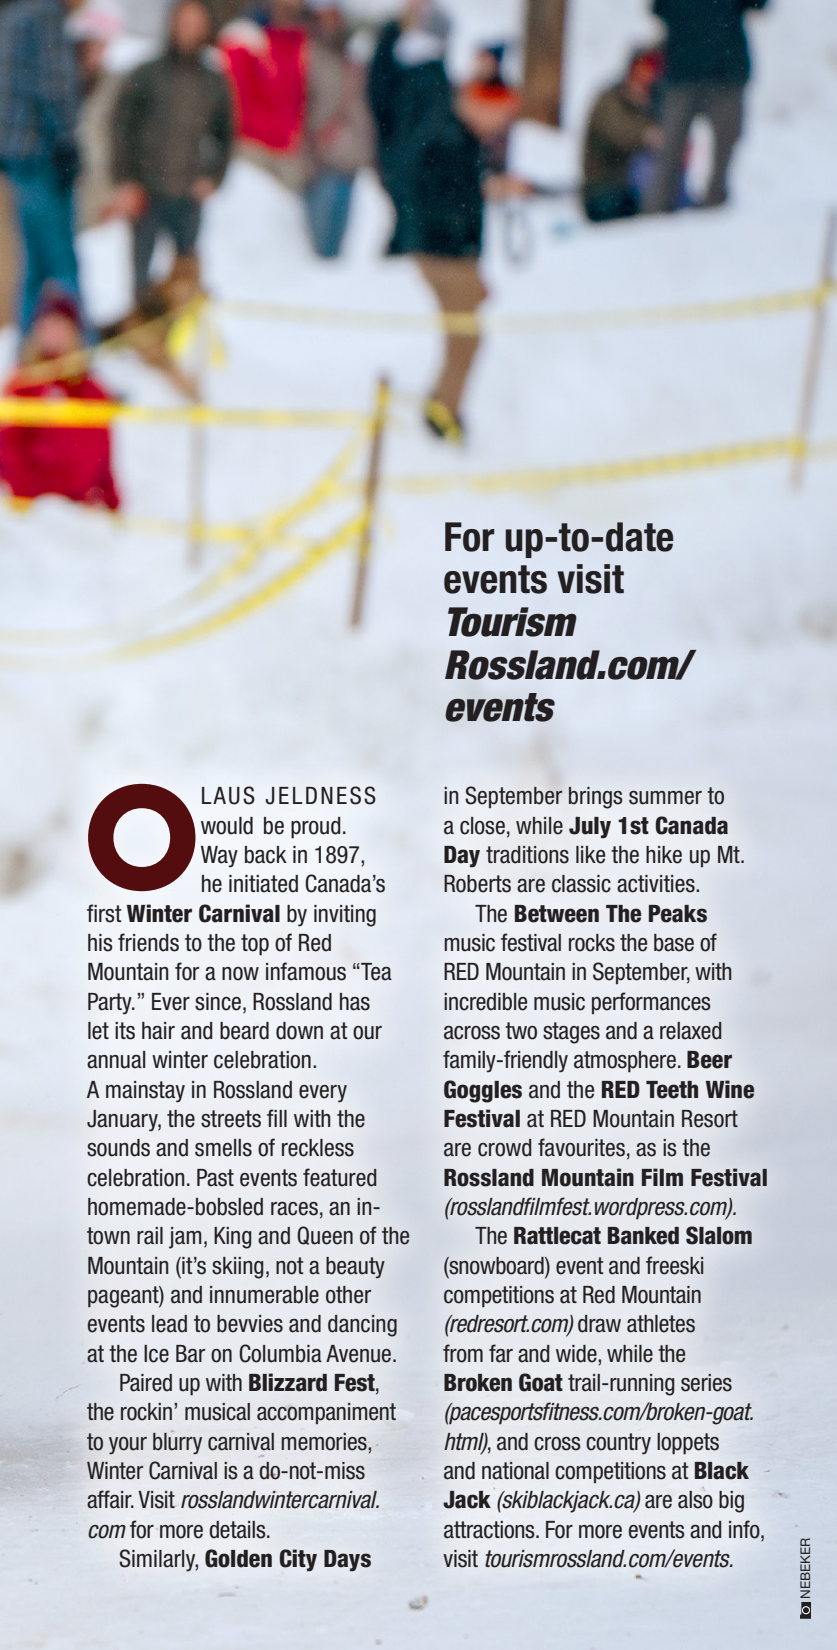 For up-to-date
events visit
Tourism
Rossland.com/
events
OLAUS JELDNESS
would be proud.
Way back in 1897,
he initiated Canada's
first Winter Carnival by inviting
his friends to the top of Red
Mountain for a now infamous “Tea
Party.” Ever since, Rossland has
let its hair and beard down at our
annual winter celebration.
A mainstay in Rossland every
January, the streets fill with the
sounds and smells of reckless
celebration. Past events featured
homemade-bobsled races, an in-
town rail jam, King and Queen of the
Mountain (it's skiing, not a beauty
pageant) and innumerable other
events lead to bevvies and dancing
at the Ice Bar on Columbia Avenue.
Paired up with Blizzard Fest,
the rockin' musical accompaniment
to your blurry carnival memories,
Winter Carnival is a do-not-miss
affair. Visit rosslandwintercarnival.
com for more details.
Similarly, Golden City Days
in September brings summer to
a close, while July 1st Canada
Day traditions like the hike up Mt.
Roberts are classic activities.
The Between The Peaks
music festival rocks the base of
RED Mountain in September, with
incredible music performances
across two stages and a relaxed
family-friendly atmosphere. Beer
Goggles and the RED Teeth Wine
Festival at RED Mountain Resort
are crowd favourites, as is the
Rossland Mountain Film Festival
(rosslandfilmfest.wordpress.com).
The Rattlecat Banked Slalom
(snowboard) event and freeski
competitions at Red Mountain
(redresort.com) draw athletes
from far and wide, while the
Broken Goat trail-running series
(pacesportsfitness.com/broken-goat.
html), and cross country loppets
and national competitions at Black
Jack (skiblackjack.ca) are also big
attractions. For more events and info,
visit tourismrossland.com/events.
NEBEKER